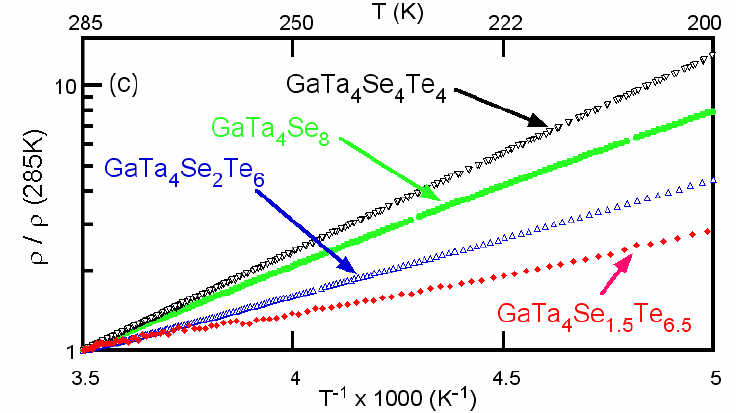 T (K)
285 250 222 200
10
(c)
GaTa4Se4Te4
GaTa4Se8
GaTa4Se2Te6
GaTa4Se1.5Te6.5
ρ / ρ (285K)
1
3.5 4 4.5 5
T-1 x 1000 (K-1)